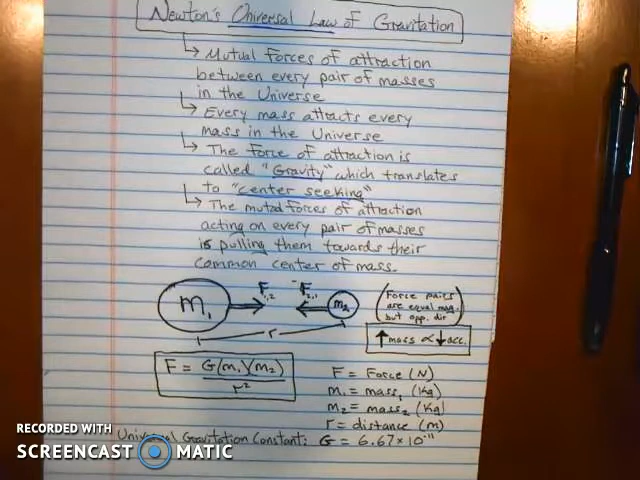 Newton's Universal Law of Gravitation
↳ Mutual forces of attraction
between every pair of masses
in the Universe
↳ Every mass attracts every
mass in the Universe
↳ The force of attraction is
called "Gravity" which translates
to "center seeking"
↳ The mutual forces of attraction
acting on every pair of masses
is pulling them towards their
common center of mass.
m₁ F₁,₂ -F₂,₁ m₂
(Force pairs
are equal mag.
but opp. dir)
r
↑mass ∝ ↓acc.
F = G(m₁)(m₂) / r²
F = Force (N)
m₁ = mass₁ (kg)
m₂ = mass₂ (kg)
r = distance (m)
Universal Gravitation Constant: G = 6.67×10⁻¹¹
RECORDED WITH
SCREENCAST MATIC